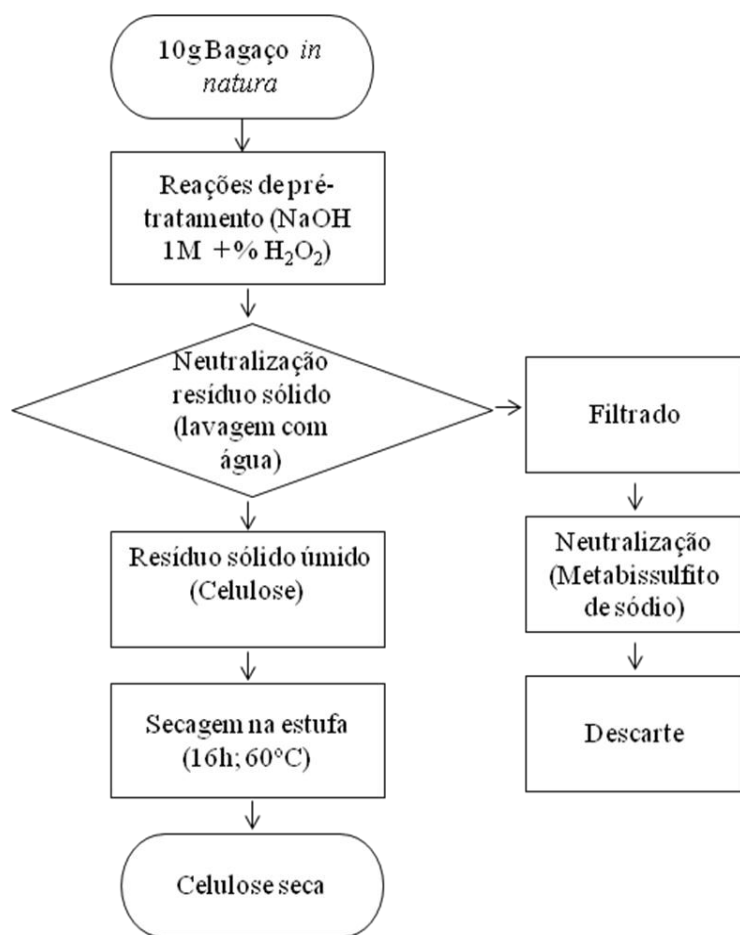 10g Bagaço in
natura
Reações de pré-
tratamento (NaOH
1M +% H₂O₂)
Neutralização
resíduo sólido
(lavagem com
água)
Filtrado
Resíduo sólido úmido
(Celulose)
Neutralização
(Metabissulfito
de sódio)
Secagem na estufa
(16h; 60°C)
Descarte
Celulose seca